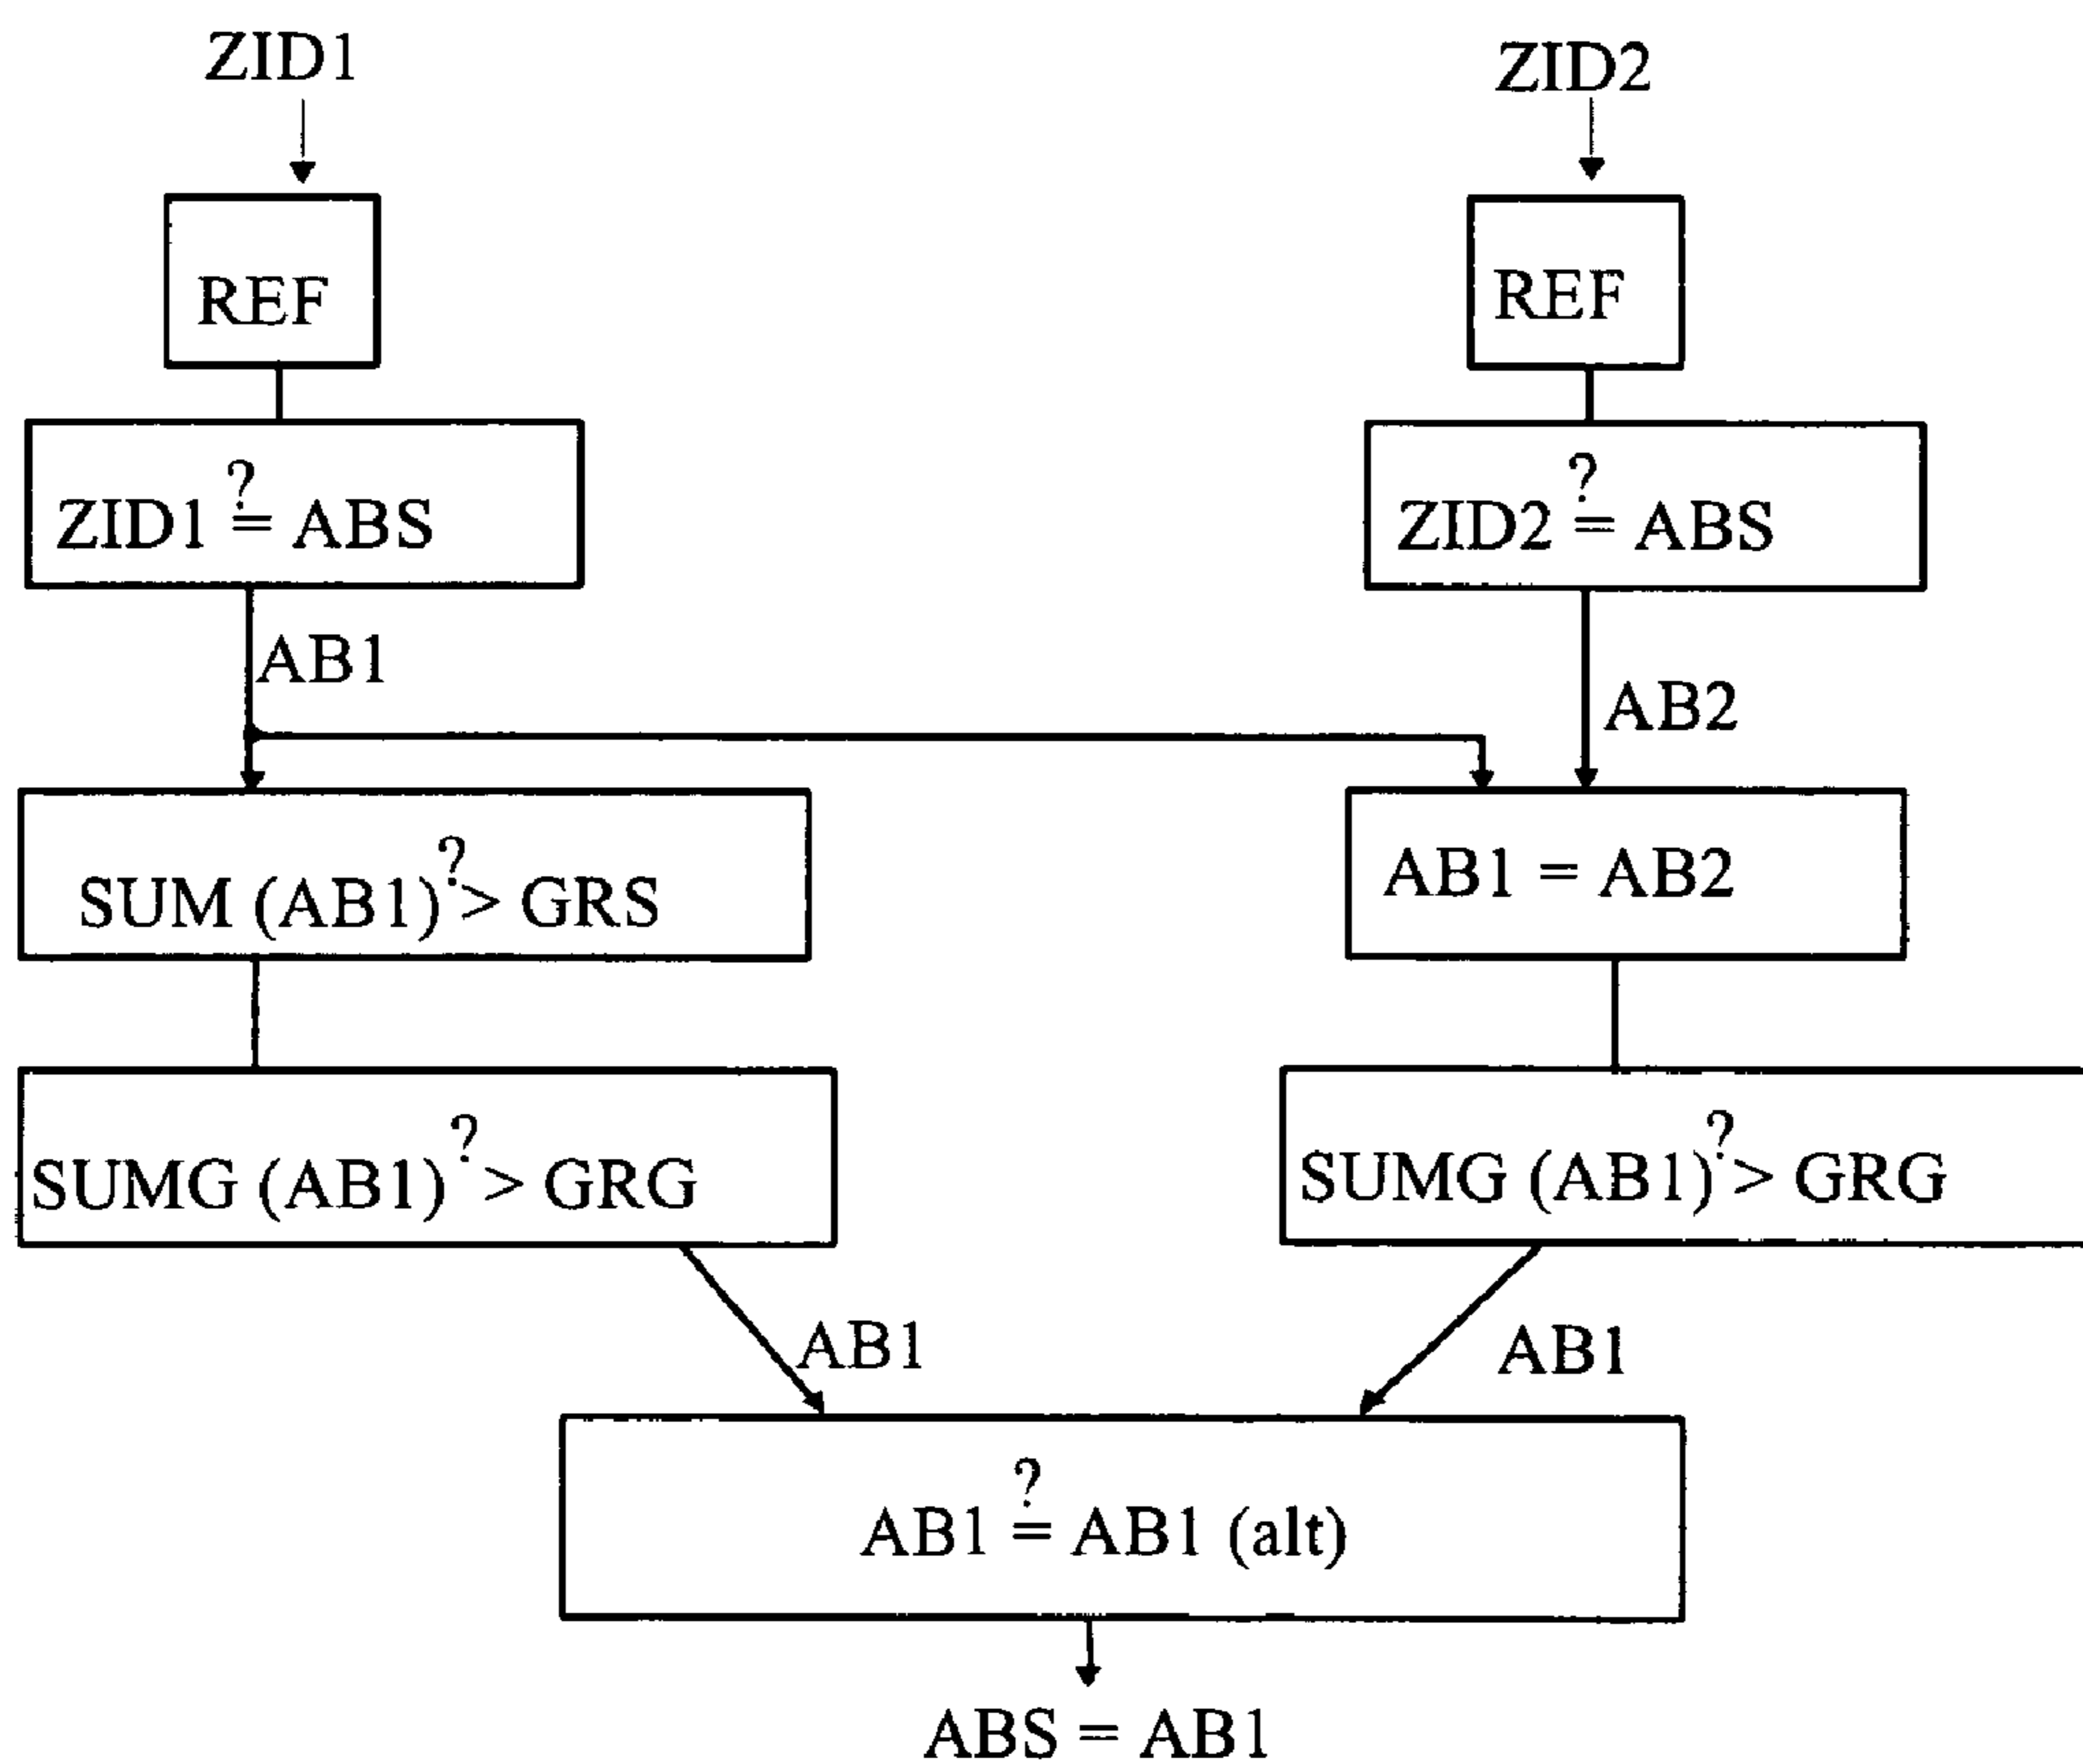 ZID1
ZID2
REF
REF
ZID1 ?= ABS
ZID2 ?= ABS
AB1
AB2
SUM (AB1) ?> GRS
AB1 = AB2
SUMG (AB1) ?> GRG
SUMG (AB1) ?> GRG
AB1
AB1
AB1 ?= AB1 (alt)
ABS = AB1